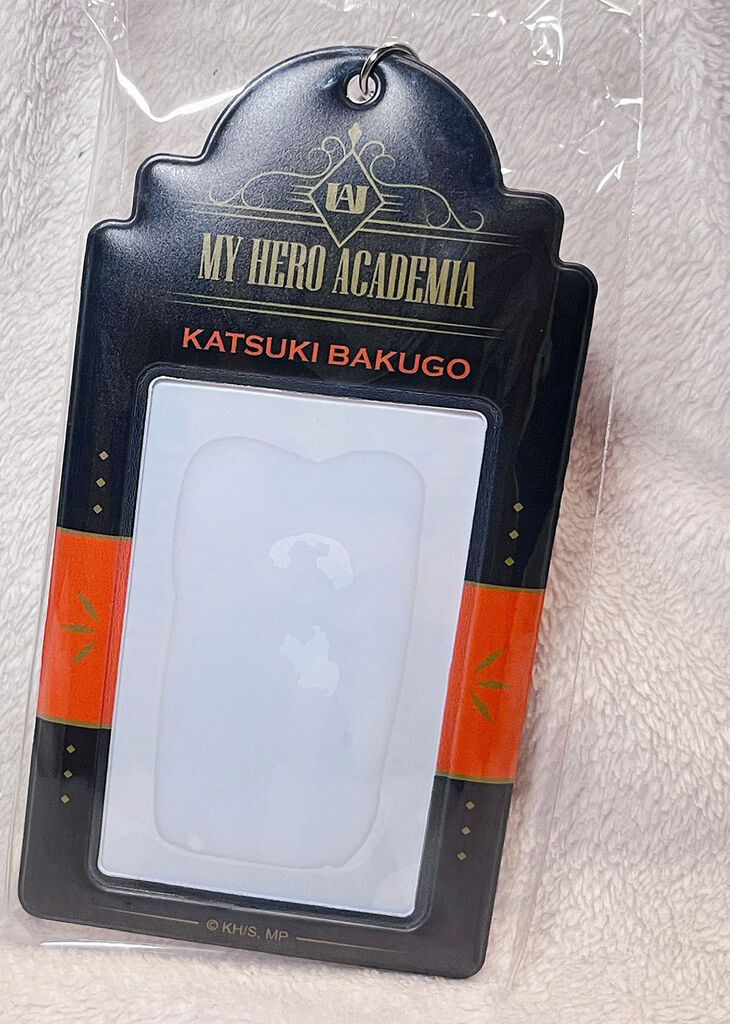 UA
MY HERO ACADEMIA
KATSUKI BAKUGO
© KH/S, MP